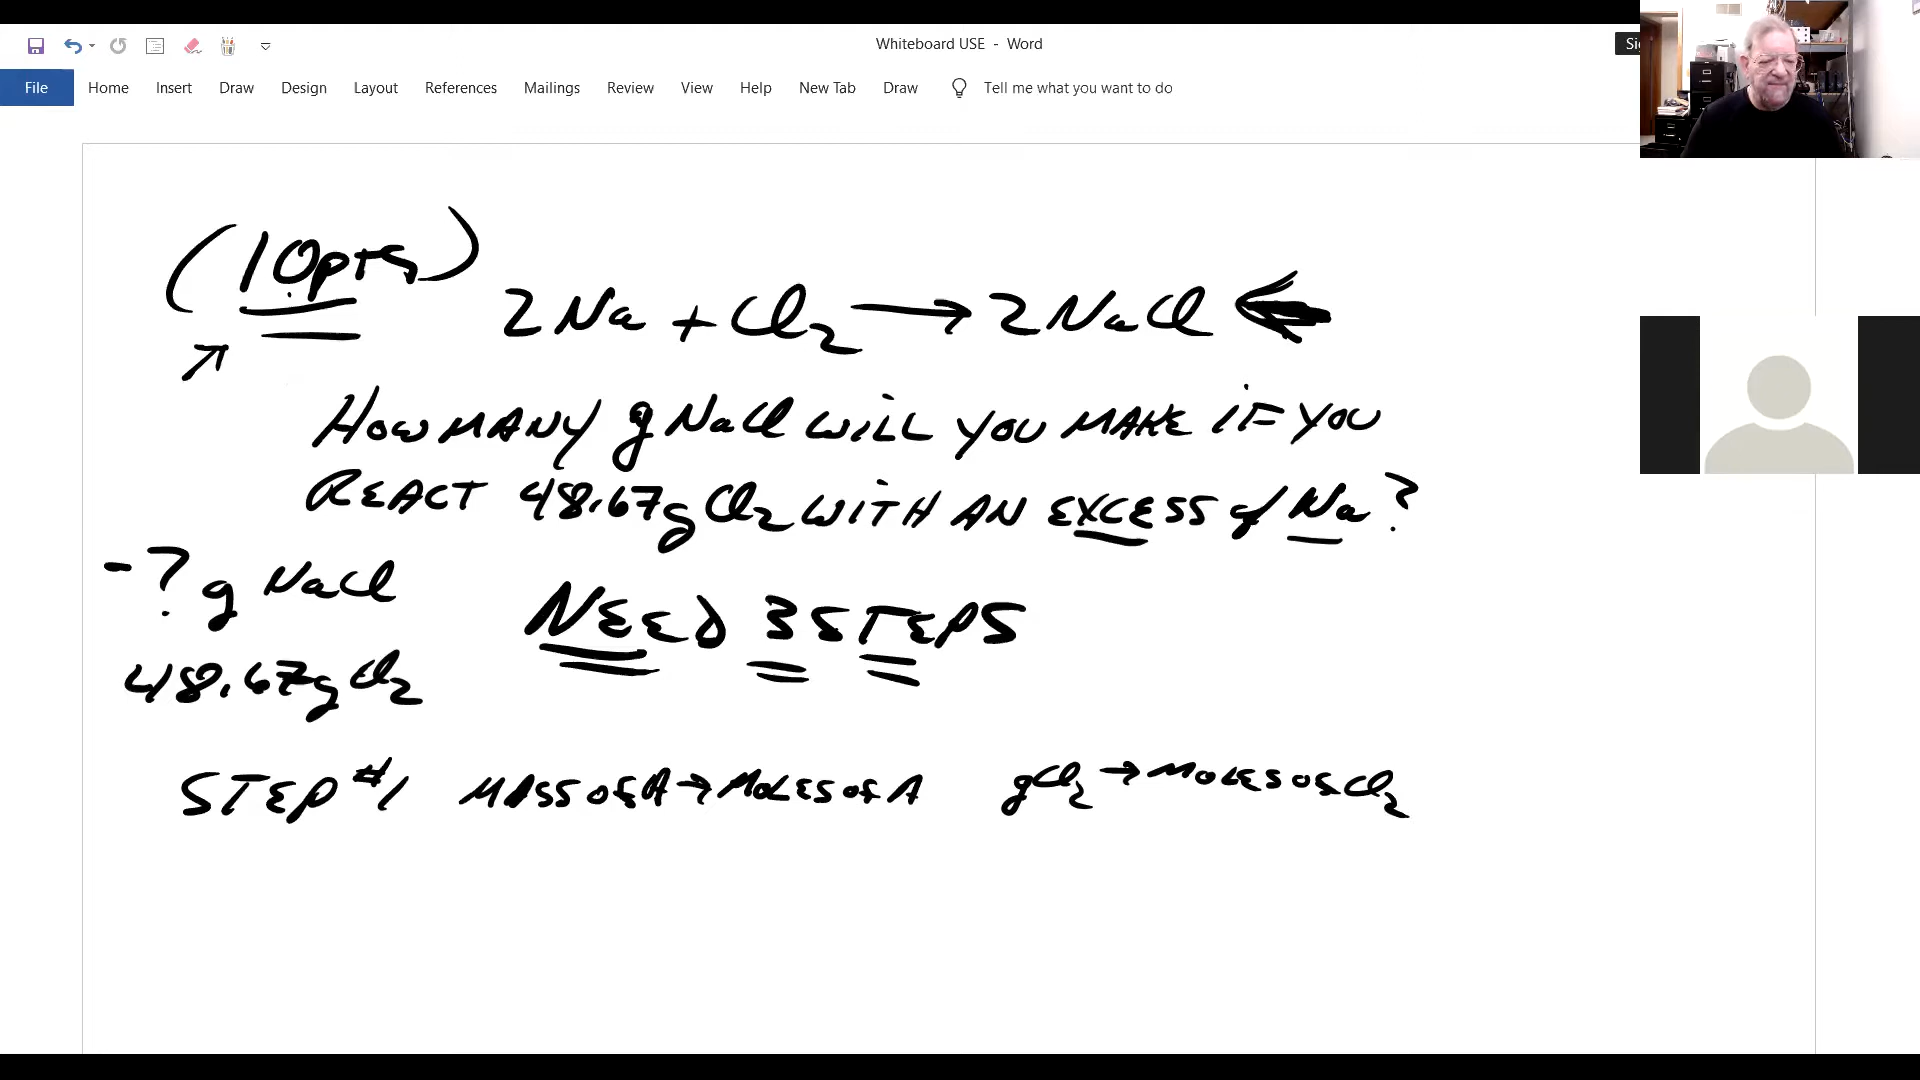 Whiteboard USE - Word
Si
File Home Insert Draw Design Layout References Mailings Review View Help New Tab Draw Tell me what you want to do
(10pts)
2Na + Cl2 → 2NaCl ←
HOW MANY g NaCl WILL YOU MAKE IF YOU
REACT 48.67g Cl2 WITH AN EXCESS of Na?
-? g NaCl
NEED 3 STEPS
48.67g Cl2
STEP #1 MASS OF A → MOLES OF A gCl2 → MOLES OF Cl2